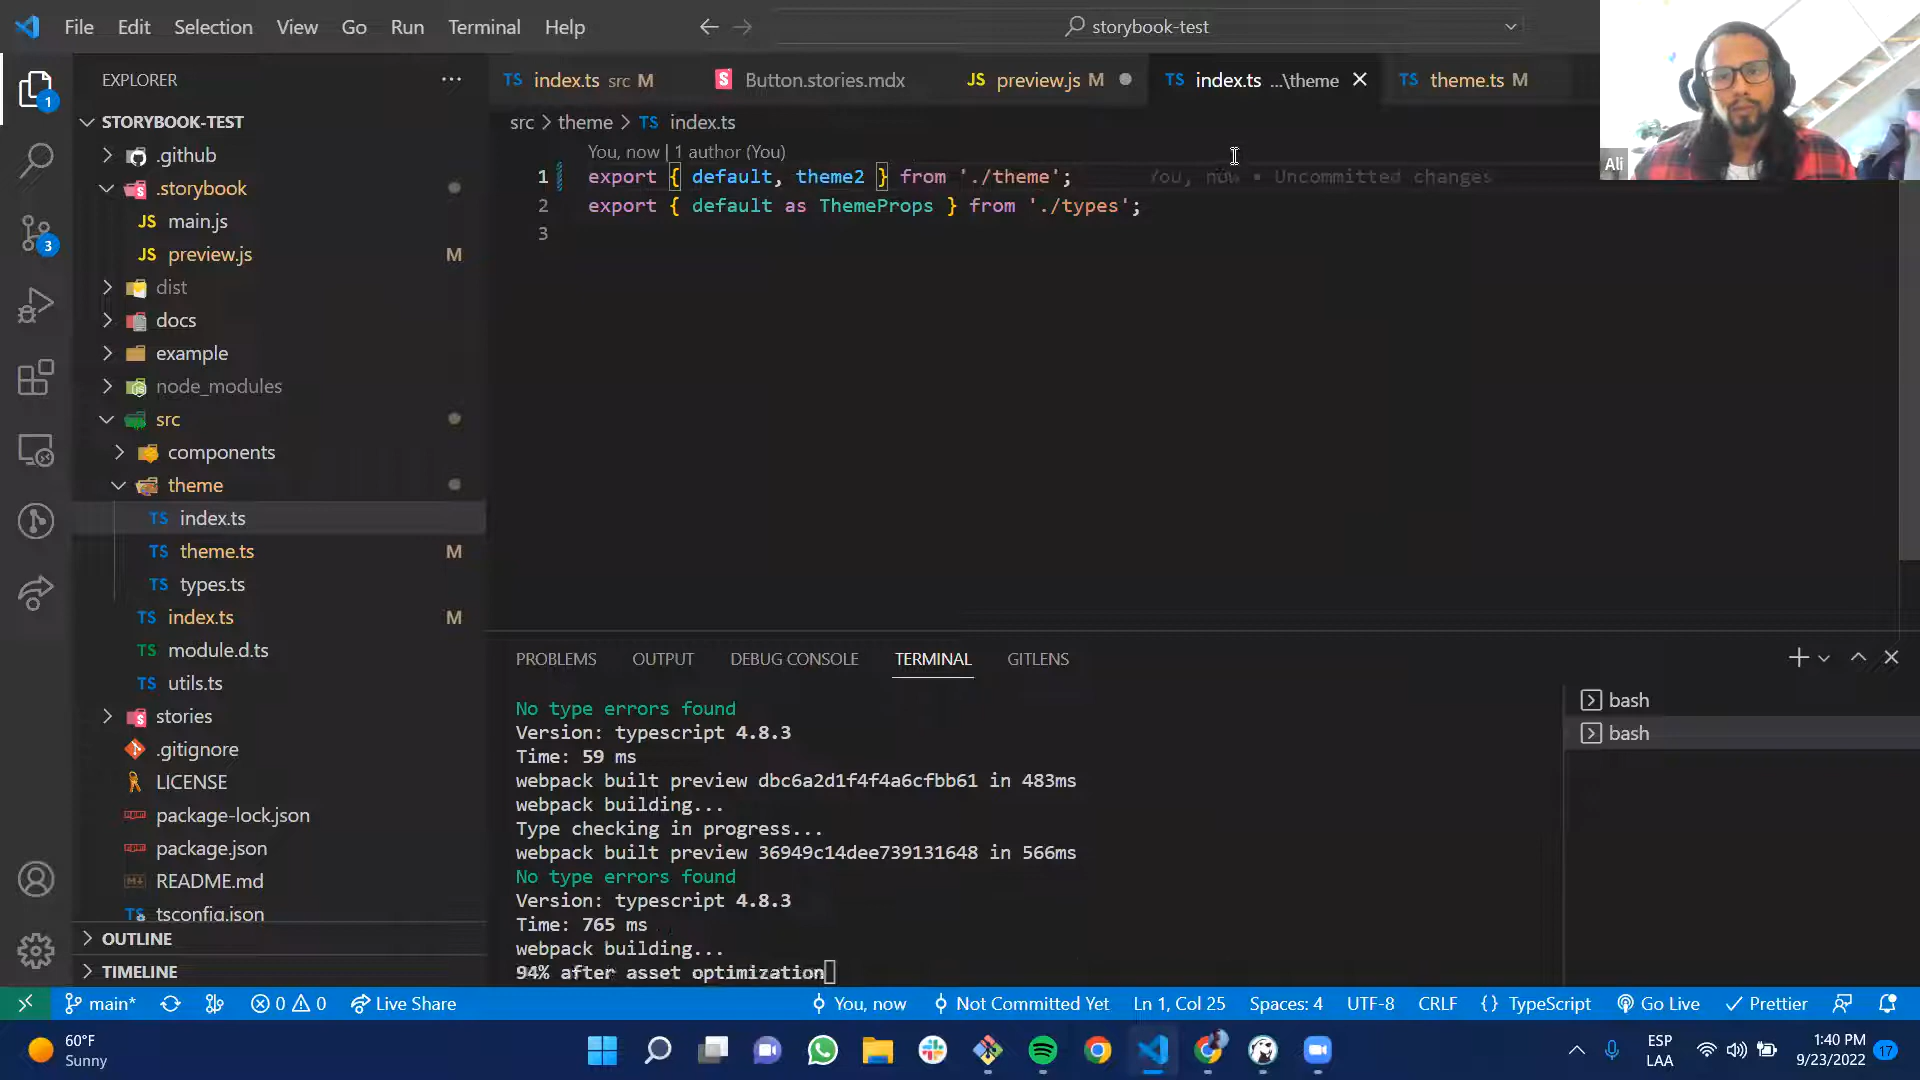 File Edit Selection View Go Run Terminal Help
storybook-test
Ali
EXPLORER
STORYBOOK-TEST
.github
.storybook
JS main.js
JS preview.js M
dist
docs
example
node_modules
src
components
theme
TS index.ts
TS theme.ts M
TS types.ts
TS index.ts M
TS module.d.ts
TS utils.ts
stories
.gitignore
LICENSE
package-lock.json
package.json
README.md
tsconfig.json
OUTLINE
TIMELINE
1
3
TS index.ts src M
Button.stories.mdx
JS preview.js M
TS index.ts ...\theme
TS theme.ts M
src > theme > TS index.ts
You, now | 1 author (You)
1 export { default, theme2 } from './theme'; You, now • Uncommitted changes
2 export { default as ThemeProps } from './types';
3
PROBLEMS OUTPUT DEBUG CONSOLE TERMINAL GITLENS
No type errors found
Version: typescript 4.8.3
Time: 59 ms
webpack built preview dbc6a2d1f4f4a6cfbb61 in 483ms
webpack building...
Type checking in progress...
webpack built preview 36949c14dee739131648 in 566ms
No type errors found
Version: typescript 4.8.3
Time: 765 ms
webpack building...
94% after asset optimization
bash
bash
main* 0 0 Live Share You, now Not Committed Yet Ln 1, Col 25 Spaces: 4 UTF-8 CRLF { } TypeScript Go Live Prettier
60°F
Sunny
ESP
LAA
1:40 PM
9/23/2022
17